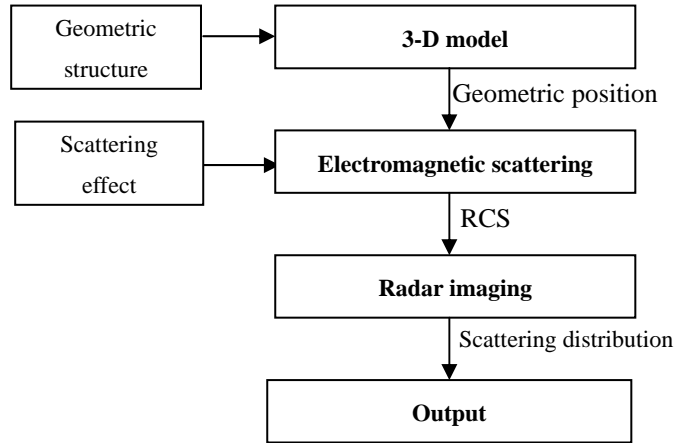 Geometric
structure
3-D model
Geometric position
Scattering
effect
Electromagnetic scattering
RCS
Radar imaging
Scattering distribution
Output